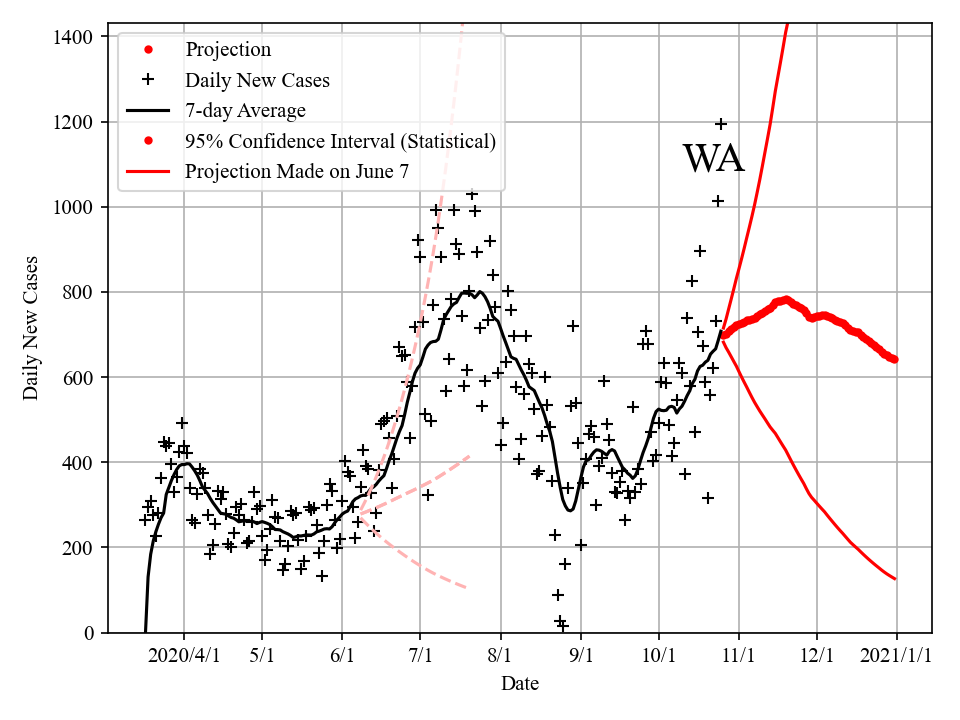 Projection
Daily New Cases
7-day Average
95% Confidence Interval (Statistical)
Projection Made on June 7
WA
Daily New Cases
1400
1200
1000
800
600
400
200
0
2020/4/1 5/1 6/1 7/1 8/1 9/1 10/1 11/1 12/1 2021/1/1
Date